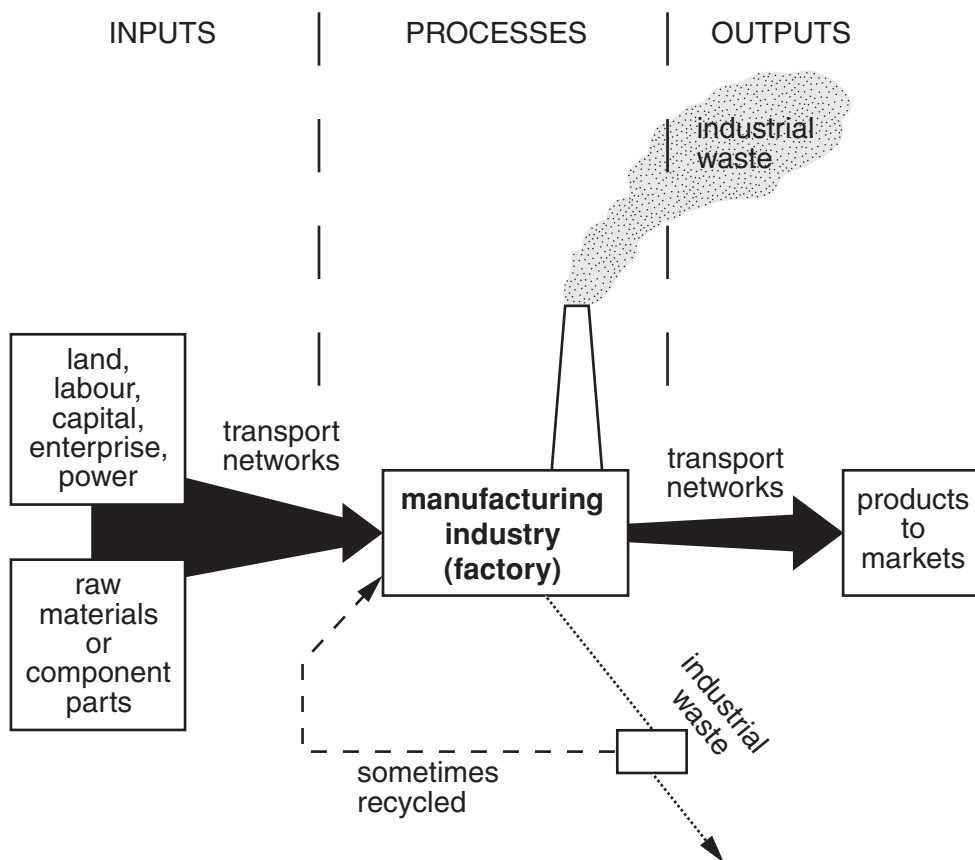 INPUTS
PROCESSES
OUTPUTS
industrial
waste
land,
labour,
capital,
enterprise,
power
transport
networks
manufacturing
industry
(factory)
transport
networks
products
to
markets
raw
materials
or
component
parts
industrial
waste
sometimes
recycled